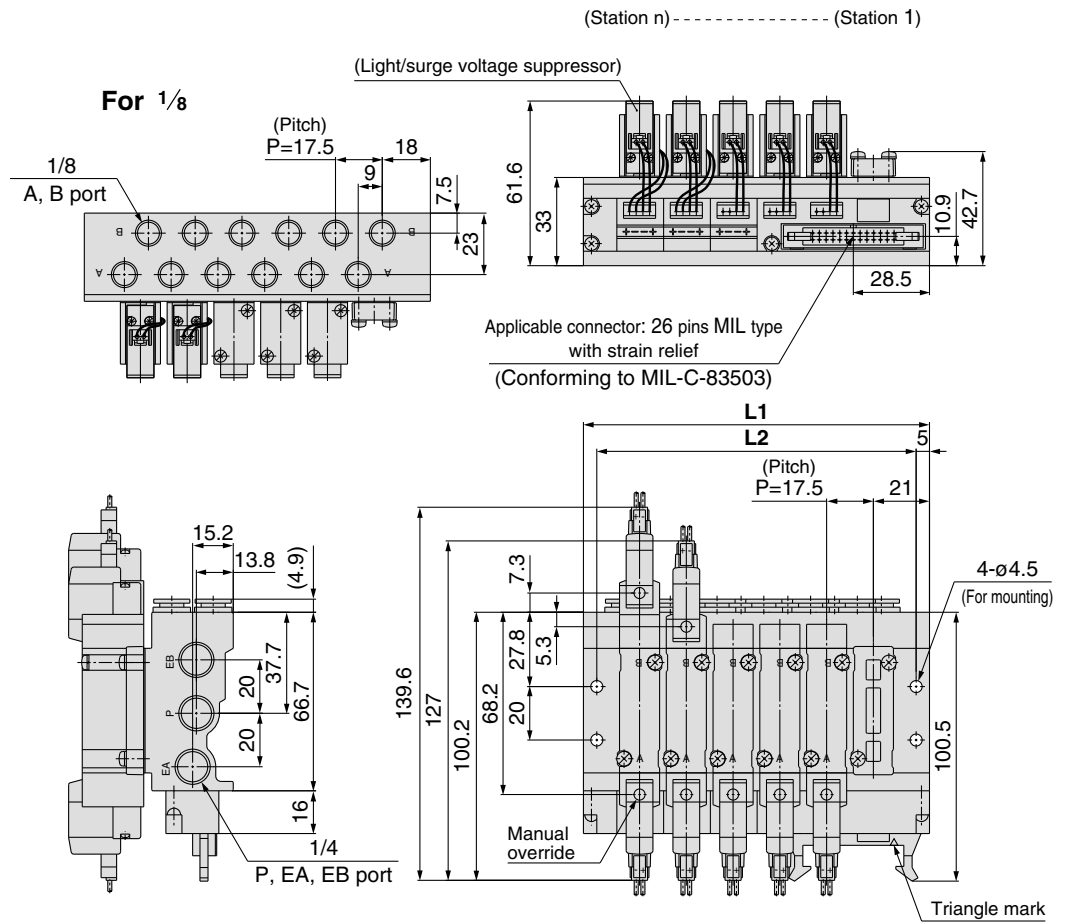 (Station n) (Station 1)
(Light/surge voltage suppressor)
For 1/8
(Pitch)
P=17.5
18
9
7.5
23
1/8
A, B port
B
B
A
A
61.6
33
10.9
42.7
28.5
Applicable connector: 26 pins MIL type
with strain relief
(Conforming to MIL-C-83503)
L1
L2
5
(Pitch)
P=17.5
21
15.2
13.8
(4.9)
37.7
66.7
20
20
16
EB
P
EA
1/4
P, EA, EB port
139.6
127
100.2
68.2
27.8
20
7.3
5.3
4-ø4.5
(For mounting)
100.5
B B B B B
A A A A A
Manual
override
Triangle mark